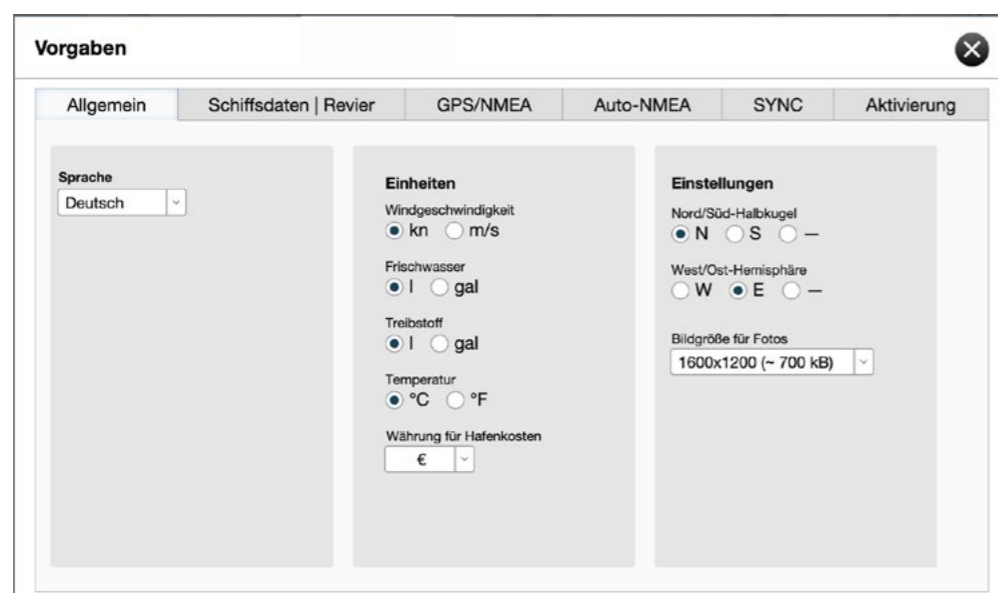 Vorgaben
Allgemein
Schiffsdaten | Revier
GPS/NMEA
Auto-NMEA
SYNC
Aktivierung
Sprache
Deutsch
Einheiten
Windgeschwindigkeit
kn m/s
Frischwasser
l gal
Treibstoff
l gal
Temperatur
°C °F
Währung für Hafenkosten
€
Einstellungen
Nord/Süd-Halbkugel
N S –
West/Ost-Hemisphäre
W E –
Bildgröße für Fotos
1600x1200 (~ 700 kB)